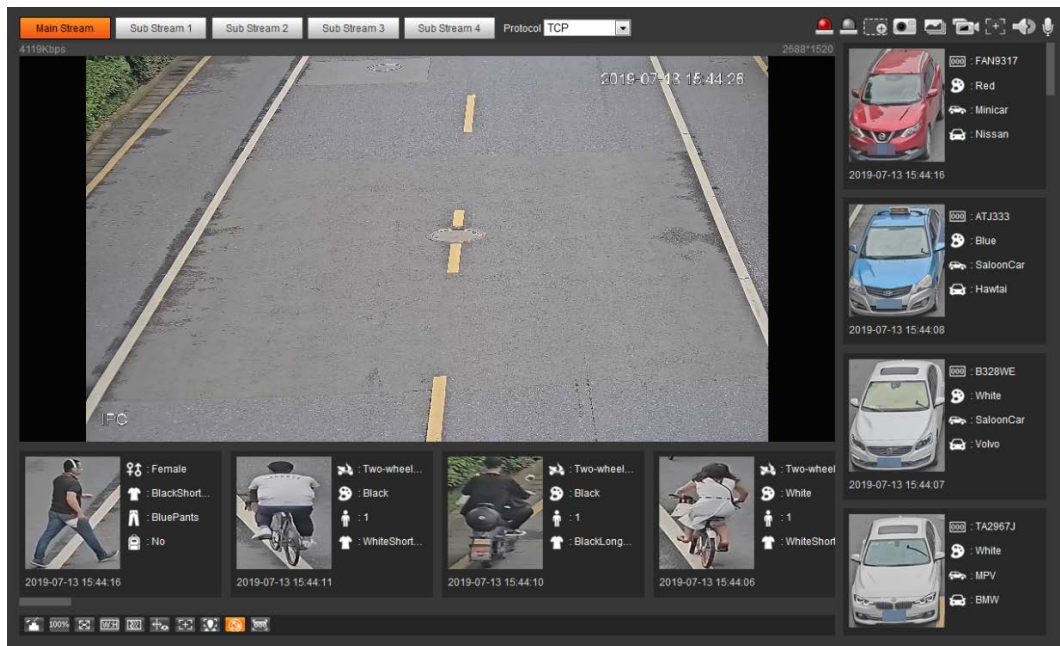 Main Stream
Sub Stream 1
Sub Stream 2
Sub Stream 3
Sub Stream 4
Protocol TCP
4119Kbps
2688*1520
2019-07-13 15:44:26
IPC
000 : FAN9317
: Red
: Minicar
: Nissan
2019-07-13 15:44:16
000 : ATJ333
: Blue
: SaloonCar
: Hawtai
2019-07-13 15:44:08
000 : B328WE
: White
: SaloonCar
: Volvo
2019-07-13 15:44:07
000 : TA2967J
: White
: MPV
: BMW
: Female
: BlackShort...
: BluePants
: No
2019-07-13 15:44:16
: Two-wheel...
: Black
: 1
: WhiteShort...
2019-07-13 15:44:11
: Two-wheel...
: Black
: 1
: BlackLong...
2019-07-13 15:44:10
: Two-wheel
: White
: 1
: WhiteShort
2019-07-13 15:44:06
100%
W:H